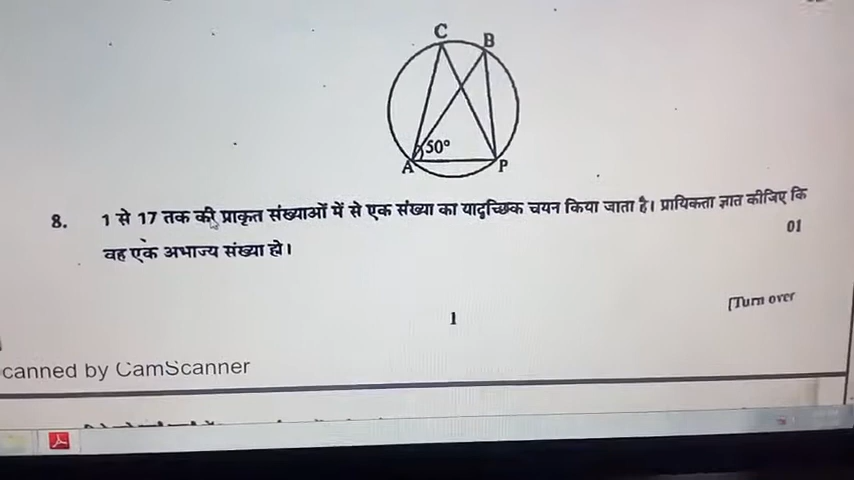 C
B
50°
A
P
8. 1 से 17 तक की प्राकृत संख्याओं में से एक संख्या का यादृच्छिक चयन किया जाता है। प्रायिकता ज्ञात कीजिए कि
वह एक अभाज्य संख्या हो।
01
1
[Turn over
canned by CamScanner